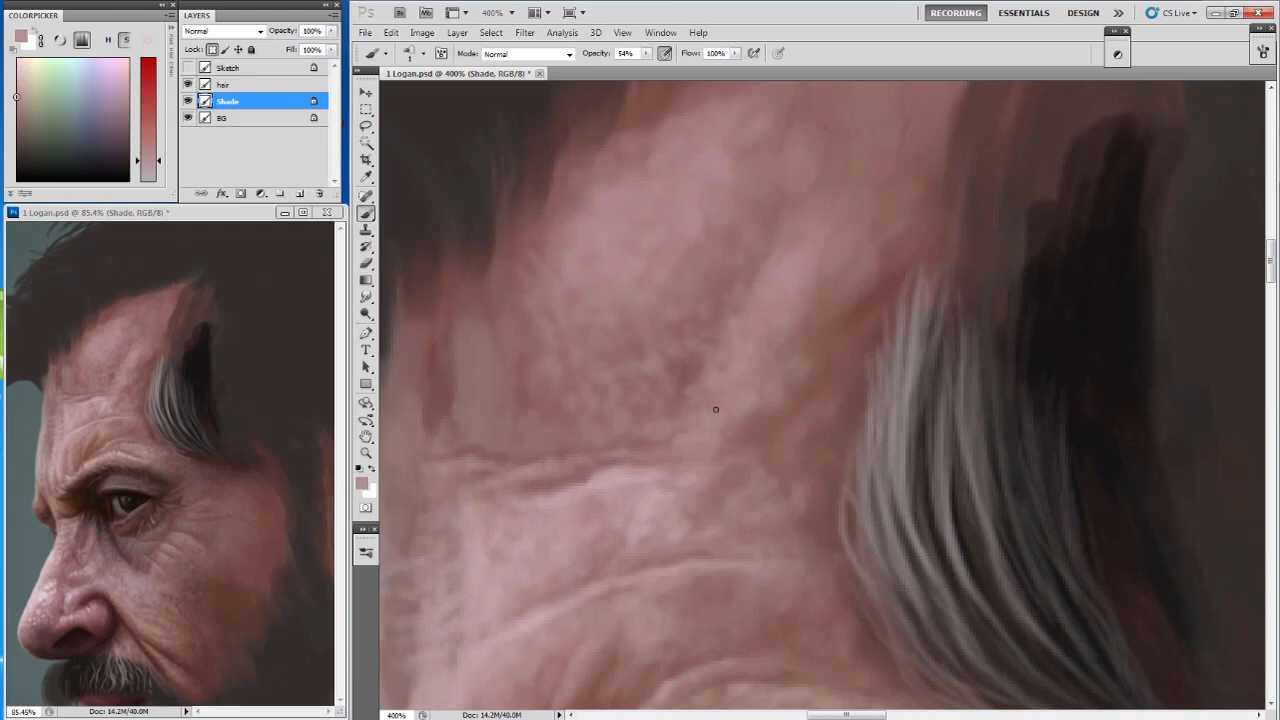 COLORPICKER
H
S
LAYERS
Normal
Opacity: 100%
Lock:
Fill: 100%
Sketch
hair
Shade
BG
1 Logan.psd @ 85.4% (Shade, RGB/8) *
85.45%
Doc: 14.2M/40.0M
Ps
Br
Mb
400%
RECORDING
ESSENTIALS
DESIGN
CS Live
File
Edit
Image
Layer
Select
Filter
Analysis
3D
View
Window
Help
1
Mode: Normal
Opacity: 54%
Flow: 100%
1 Logan.psd @ 400% (Shade, RGB/8) *
T
400%
Doc: 14.2M/40.0M